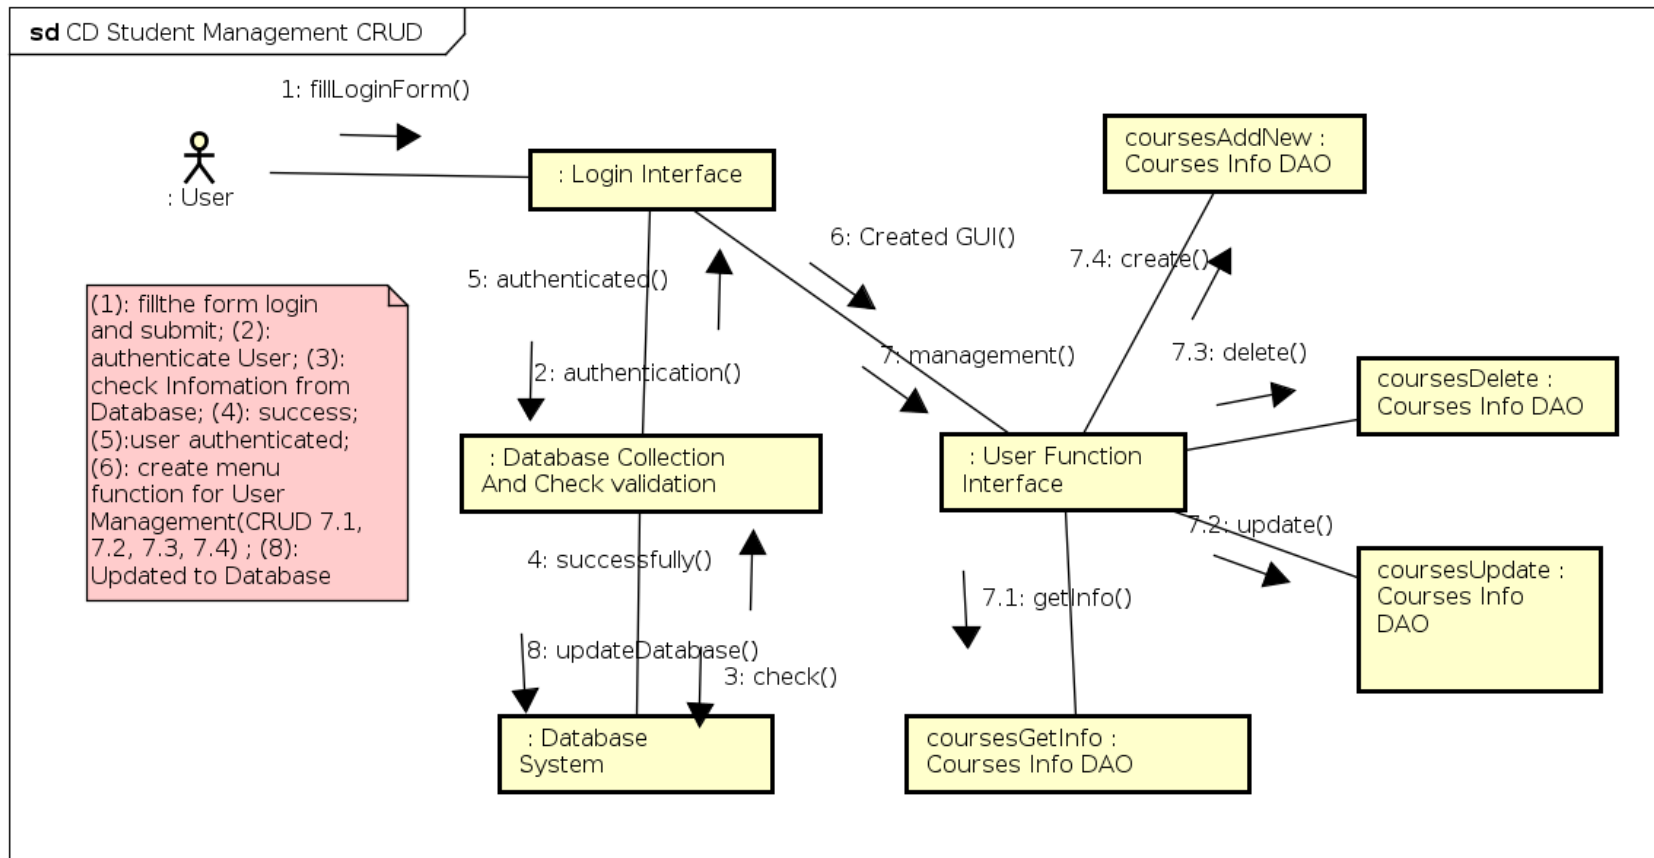 sd CD Student Management CRUD
1: fillLoginForm()
: User
: Login Interface
coursesAddNew :
Courses Info DAO
6: Created GUI()
7.4: create()
5: authenticated()
(1): fillthe form login
and submit; (2):
authenticate User; (3):
check Infomation from
Database; (4): success;
(5):user authenticated;
(6): create menu
function for User
Management(CRUD 7.1,
7.2, 7.3, 7.4) ; (8):
Updated to Database
2: authentication()
7: management()
7.3: delete()
coursesDelete :
Courses Info DAO
: Database Collection
And Check validation
: User Function
Interface
7.2: update()
4: successfully()
7.1: getInfo()
coursesUpdate :
Courses Info
DAO
8: updateDatabase()
3: check()
: Database
System
coursesGetInfo :
Courses Info DAO